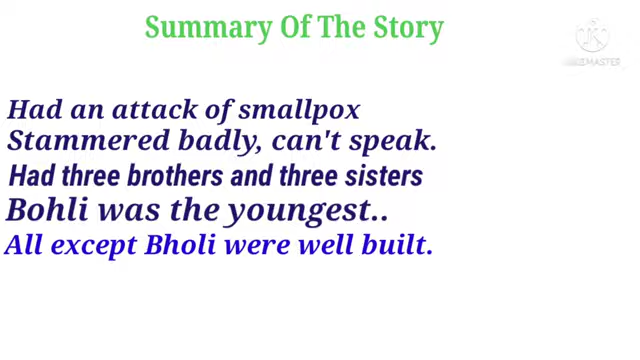 Summary Of The Story
Had an attack of smallpox
Stammered badly, can't speak.
Had three brothers and three sisters
Bohli was the youngest..
All except Bholi were well built.